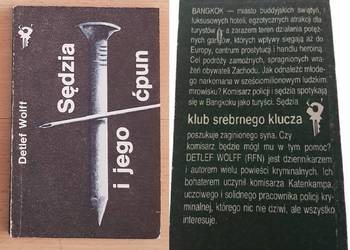 Detlef Wolff
Sędzia
i jego ćpun
BANGKOK — miasto buddyjskich świątyń,
luksusowych hoteli, egzotycznych atrakcji dla
turystów a zarazem teren działania potęż-
nych gangów, których wpływy sięgają aż do
Europy, centrum prostytucji i handlu heroiną.
Cel podróży zamożnych, spragnionych wra-
żeń obywateli Zachodu. Jak odnaleźć młode-
go narkomana w sześciomilionowym ludzkim
mrowisku? Komisarz policji i sędzia spotykają
się w Bangkoku jako turyści. Sędzia
klub srebrnego klucza
poszukuje zaginionego syna. Czy
komisarz będzie mógł mu w tym pomóc?
DETLEF WOLFF (RFN) jest dziennikarzem
i autorem wielu powieści kryminalnych. Ich
bohaterem uczynił komisarza Katenkampa,
uczciwego i solidnego pracownika policji kry-
minalnej, którego nic nie dziwi, ale wszystko
interesuje.